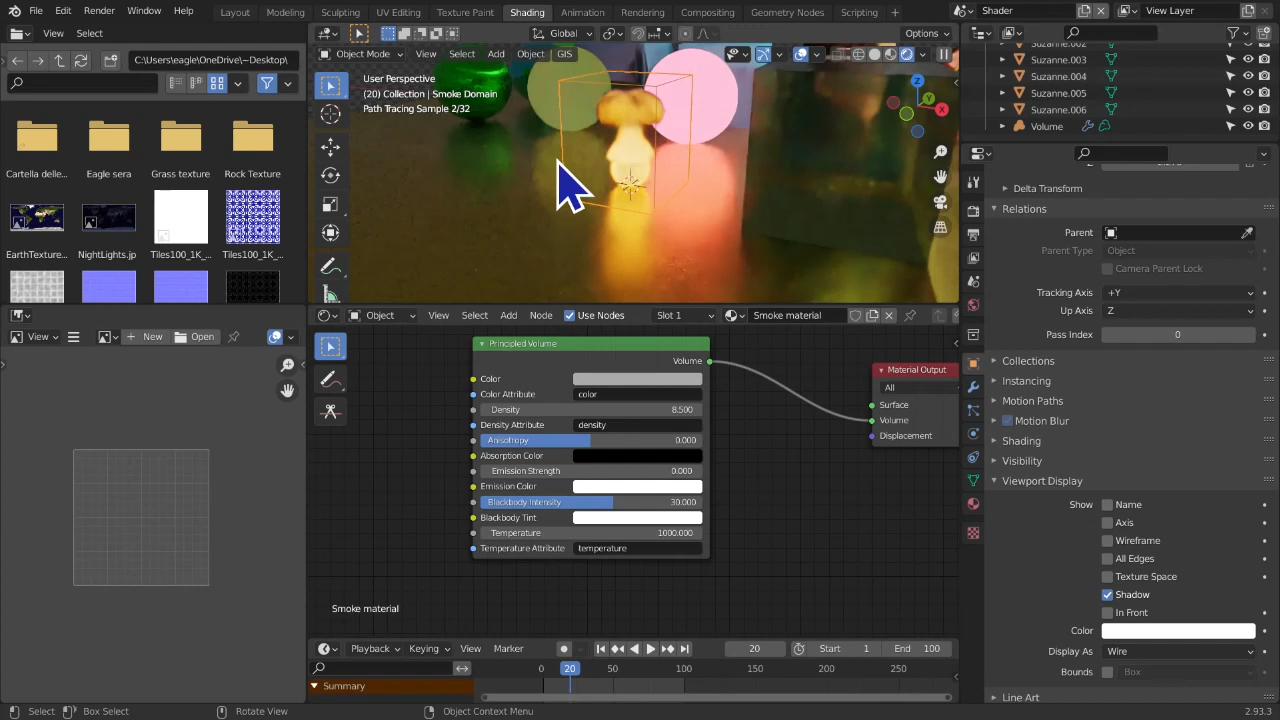 File Edit Render Window Help Layout Modeling Sculpting UV Editing Texture Paint Shading Animation Rendering Compositing Geometry Nodes Scripting + Shader View Layer
View Select
C:\Users\eagle\OneDrive\~Desktop\
Cartella delle... Eagle sera Grass texture Rock Texture
EarthTexture... NightLights.jp Tiles100_1K_... Tiles100_1K_...
View New Open
Global Options
Object Mode View Select Add Object GIS
User Perspective
(20) Collection | Smoke Domain
Path Tracing Sample 2/32
Z
Y
X
Object View Select Add Node Use Nodes Slot 1 Smoke material
Principled Volume
Volume
Color
Color Attribute color
Density 8.500
Density Attribute density
Anisotropy 0.000
Absorption Color
Emission Strength 0.000
Emission Color
Blackbody Intensity 30.000
Blackbody Tint
Temperature 1000.000
Temperature Attribute temperature
Material Output
All
Surface
Volume
Displacement
Smoke material
Playback Keying View Marker 20 Start 1 End 100
0 20 50 100 150 200 250
Summary
Suzanne.002
Suzanne.003
Suzanne.004
Suzanne.005
Suzanne.006
Volume
Delta Transform
Relations
Parent
Parent Type Object
Camera Parent Lock
Tracking Axis +Y
Up Axis Z
Pass Index 0
Collections
Instancing
Motion Paths
Motion Blur
Shading
Visibility
Viewport Display
Show Name
Axis
Wireframe
All Edges
Texture Space
Shadow
In Front
Color
Display As Wire
Bounds Box
Line Art
Select Box Select Rotate View Object Context Menu 2.93.3